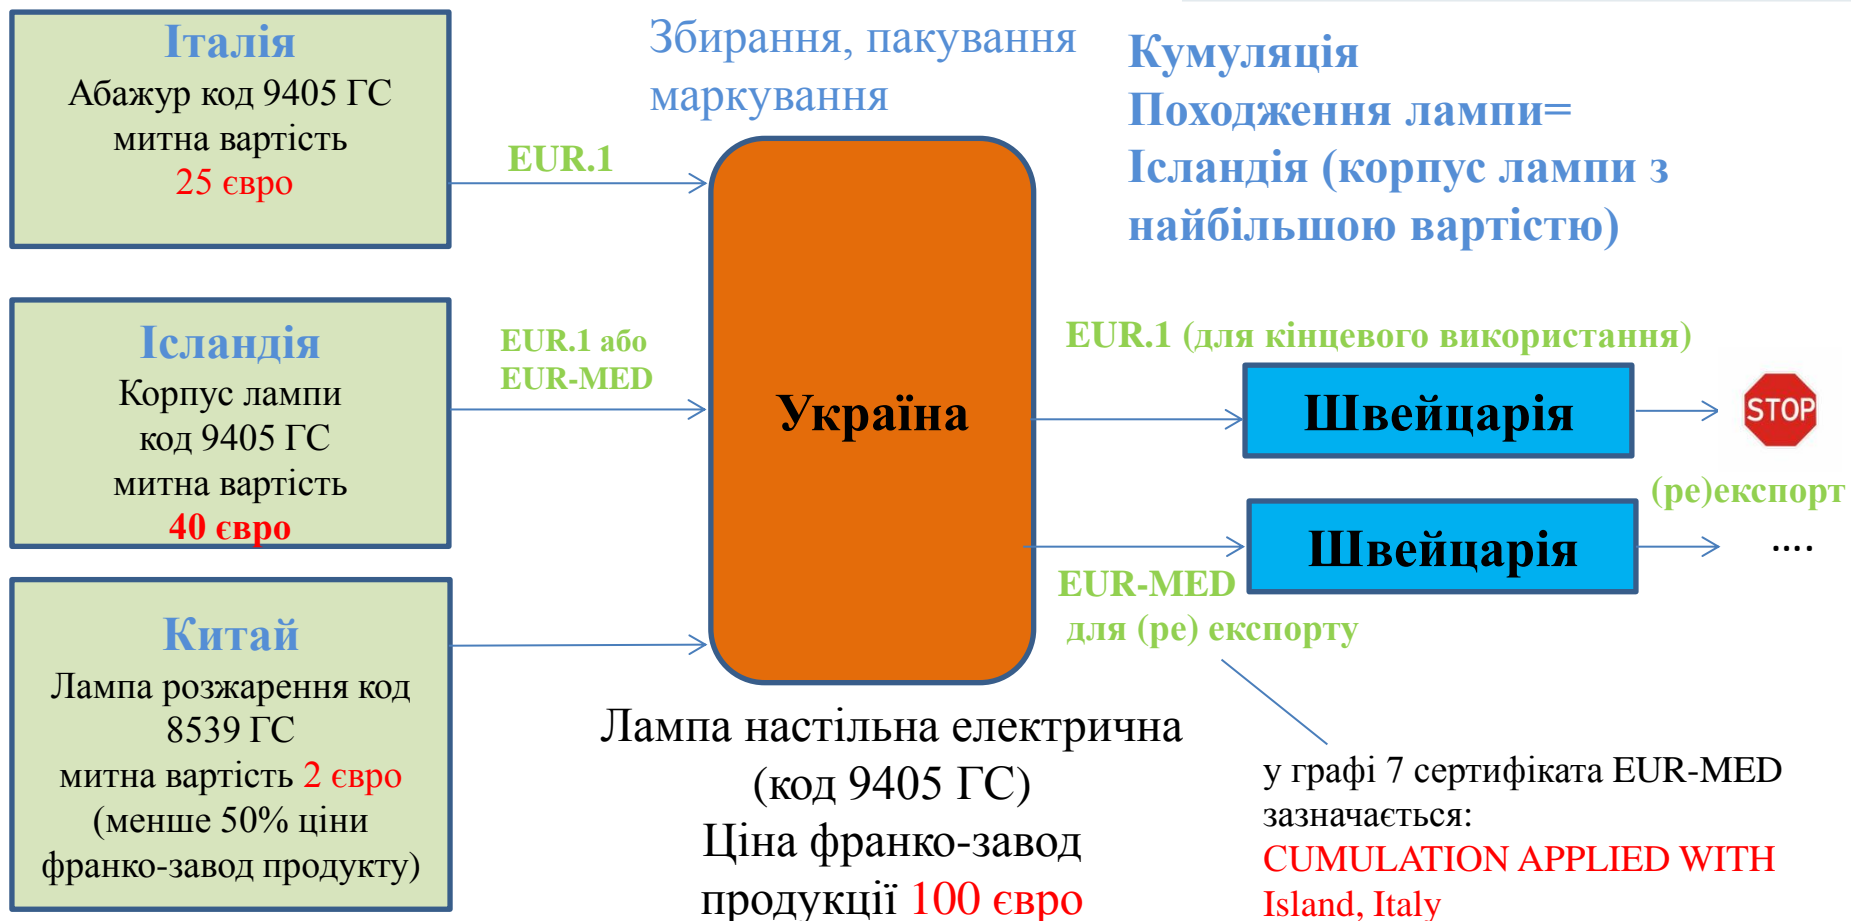 Італія
Абажур код 9405 ГС
митна вартість
25 євро
Ісландія
Корпус лампи
код 9405 ГС
митна вартість
40 євро
Китай
Лампа розжарення код
8539 ГС
митна вартість 2 євро
(менше 50% ціни
франко-завод продукту)
EUR.1
EUR.1 або
EUR-MED
Збирання, пакування
маркування
Україна
Лампа настільна електрична
(код 9405 ГС)
Ціна франко-завод
продукції 100 євро
Кумуляція
Походження лампи=
Ісландія (корпус лампи з
найбільшою вартістю)
EUR.1 (для кінцевого використання)
Швейцарія
STOP
(ре)експорт
Швейцарія
....
EUR-MED
для (ре) експорту
у графі 7 сертифіката EUR-MED
зазначається:
CUMULATION APPLIED WITH
Island, Italy